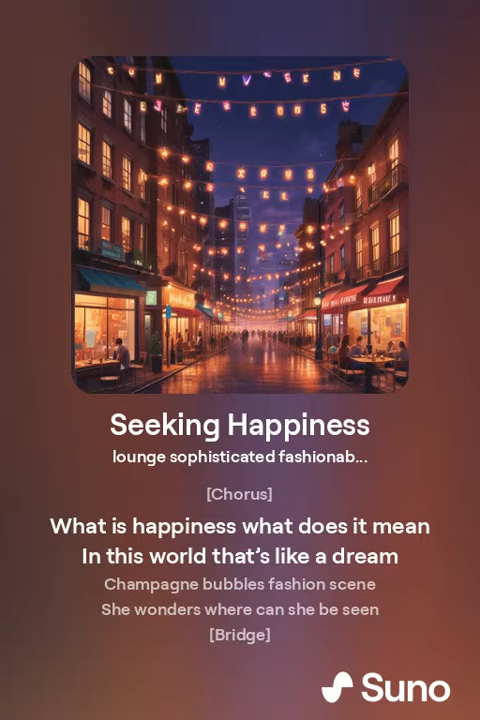 Seeking Happiness
lounge sophisticated fashionab...
[Chorus]
What is happiness what does it mean
In this world that's like a dream
Champagne bubbles fashion scene
She wonders where can she be seen
[Bridge]
Suno